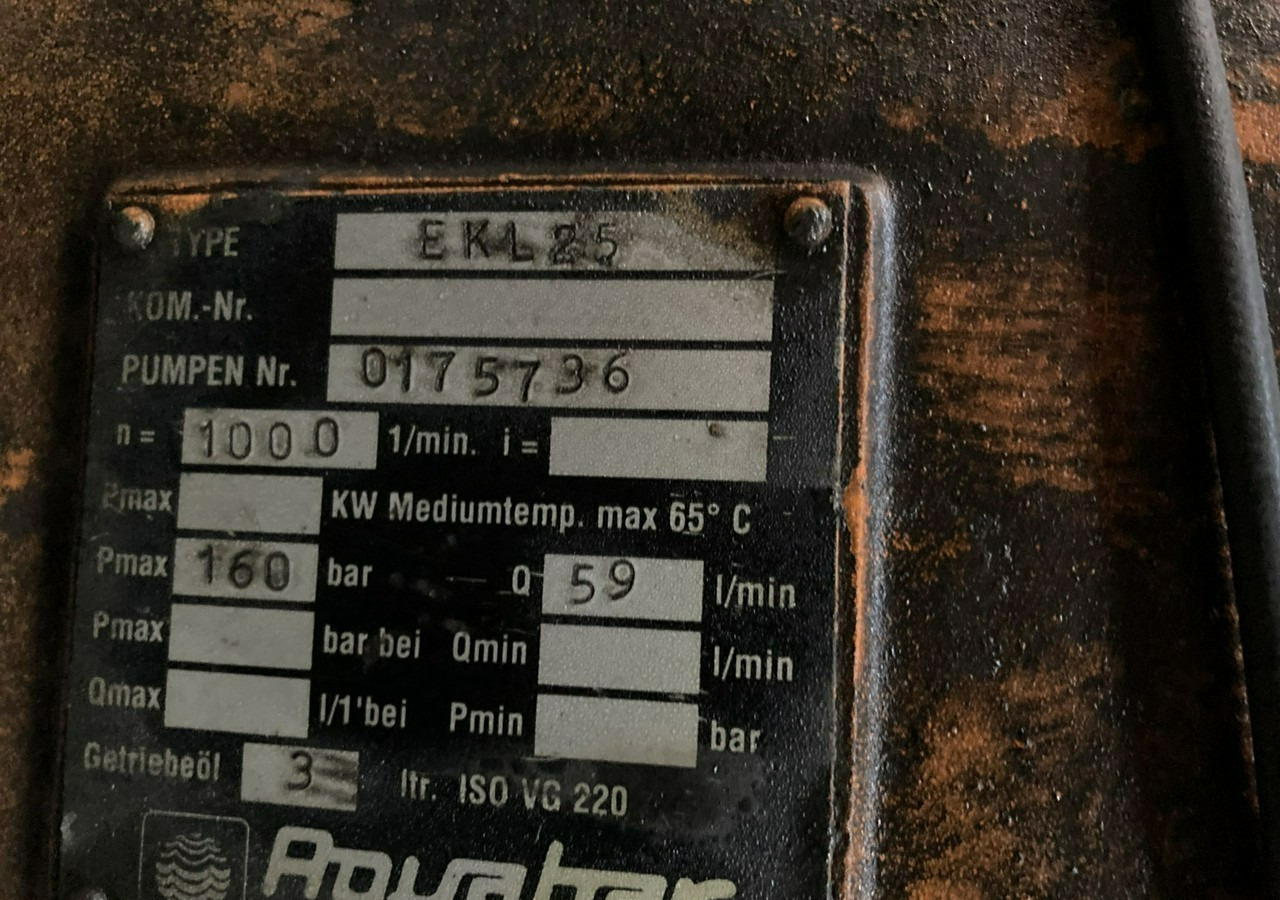 TYPE EKL25
KOM.-Nr.
PUMPEN Nr. 0175736
n = 1000 1/min. i =
Pmax KW Mediumtemp. max 65° C
Pmax 160 bar Q 59 l/min
Pmax bar bei Qmin l/min
Qmax l/1'bei Pmin bar
Getriebeöl 3 ltr. ISO VG 220
Aquabar